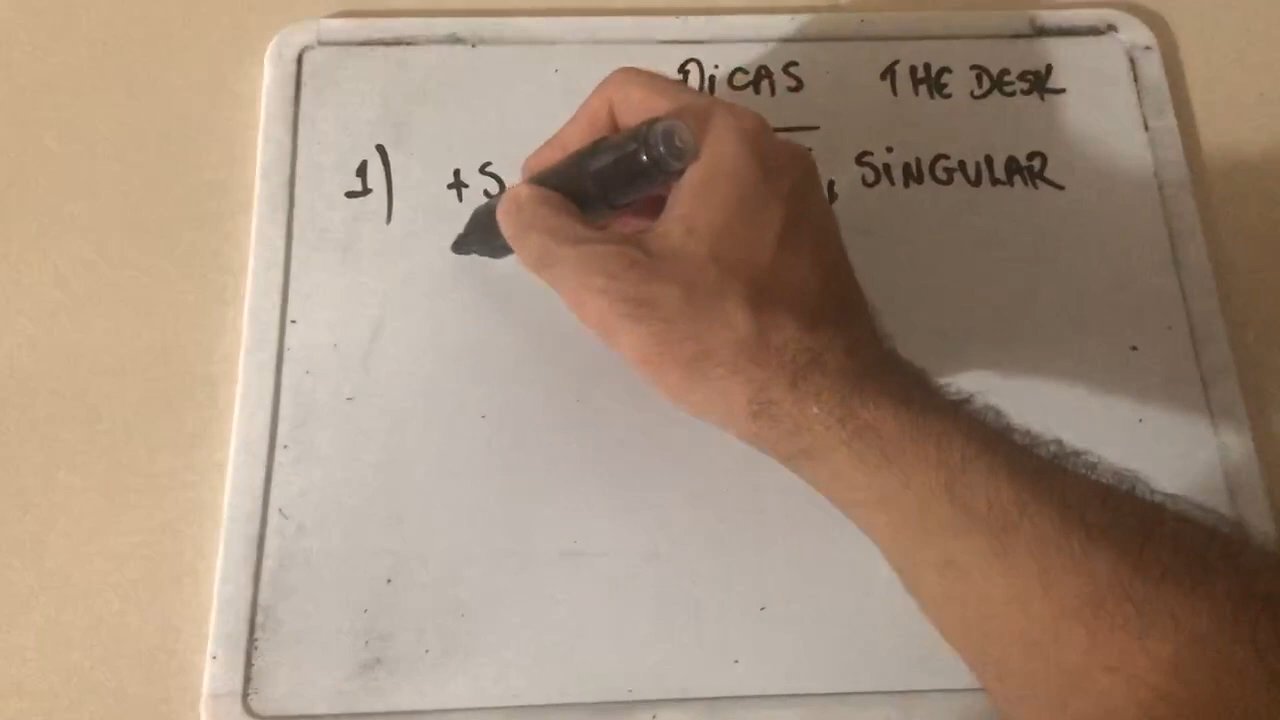 DiCAS THE DESK
1) +S SiNGULAR